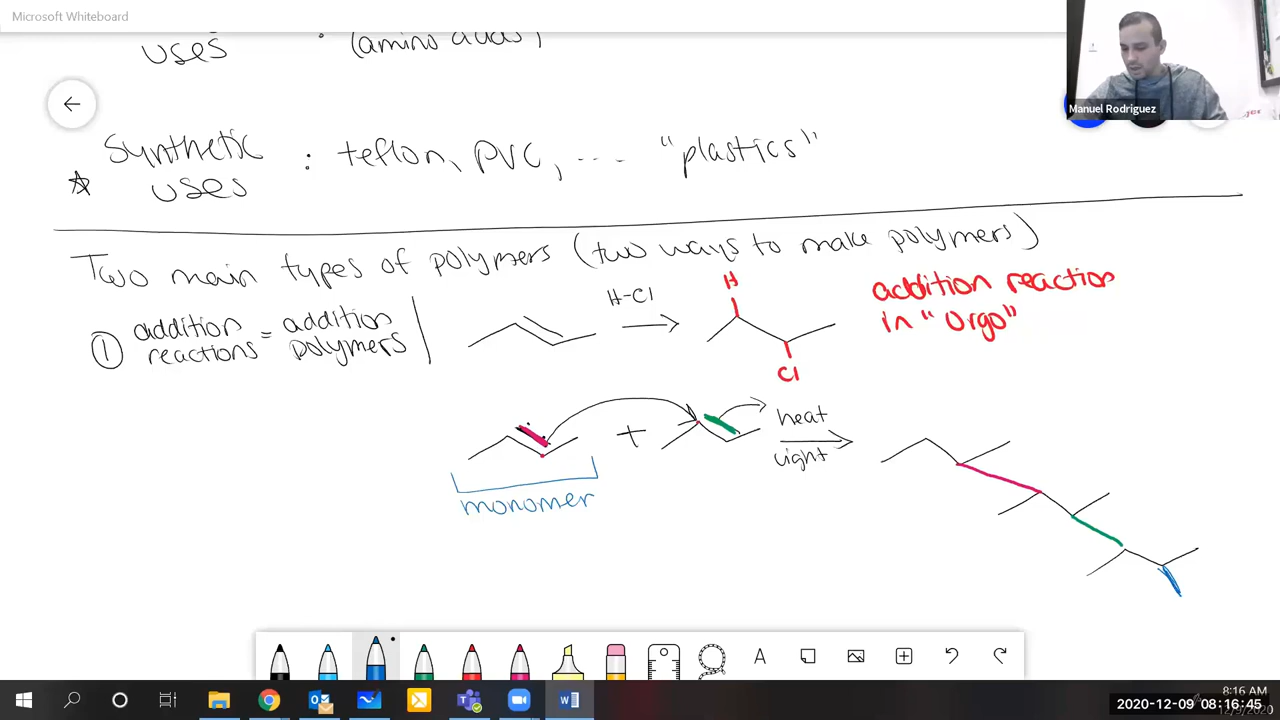 Microsoft Whiteboard
uses : (amino acids)
Manuel Rodriguez
Synthetic : teflon, PVC, ... "plastics"
uses
Two main types of polymers (two ways to make polymers)
① addition = addition
reactions polymers
H-Cl
H
Cl
addition reaction
in "Orgo"
+
heat
light
monomer
A
8:16 AM
2020-12-09 08:16:45